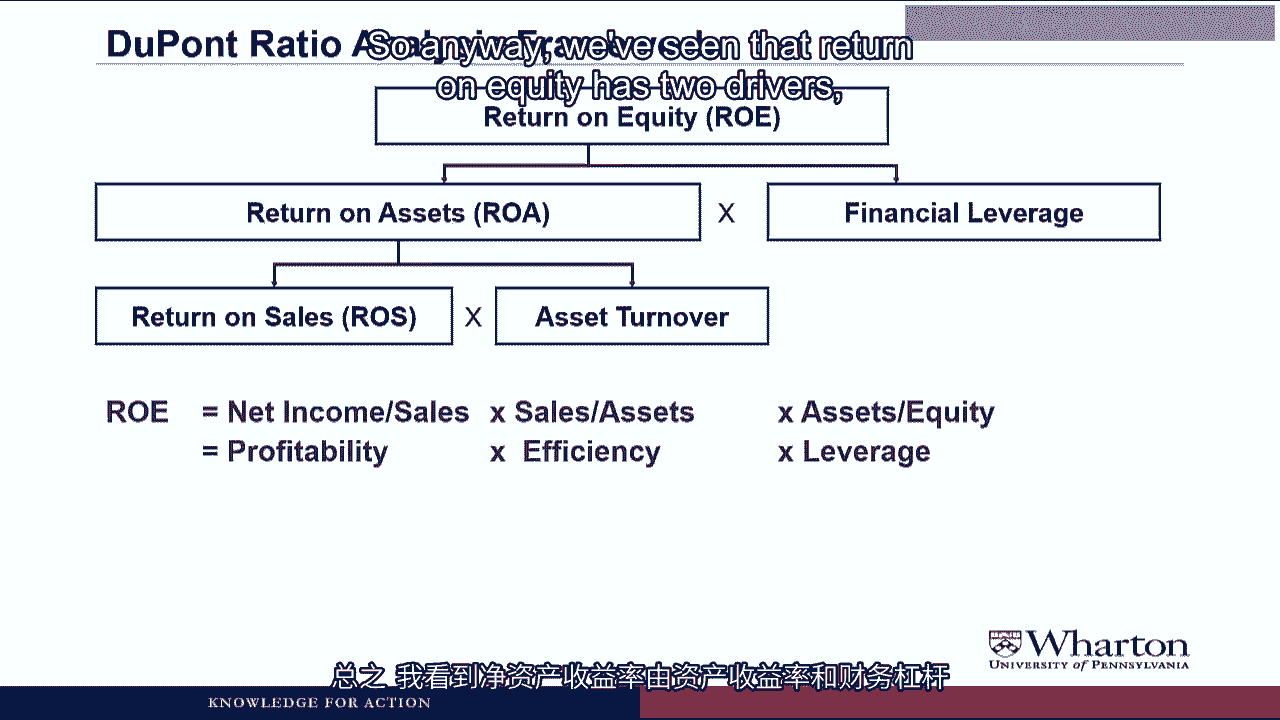 DuPont Ratio Analysis Framework
So anyway, we've seen that return
on equity has two drivers,
Return on Equity (ROE)
Return on Assets (ROA) X Financial Leverage
Return on Sales (ROS) X Asset Turnover
ROE = Net Income/Sales x Sales/Assets x Assets/Equity
= Profitability x Efficiency x Leverage
Wharton
UNIVERSITY of PENNSYLVANIA
总之 我看到净资产收益率由资产收益率和财务杠杆
KNOWLEDGE FOR ACTION